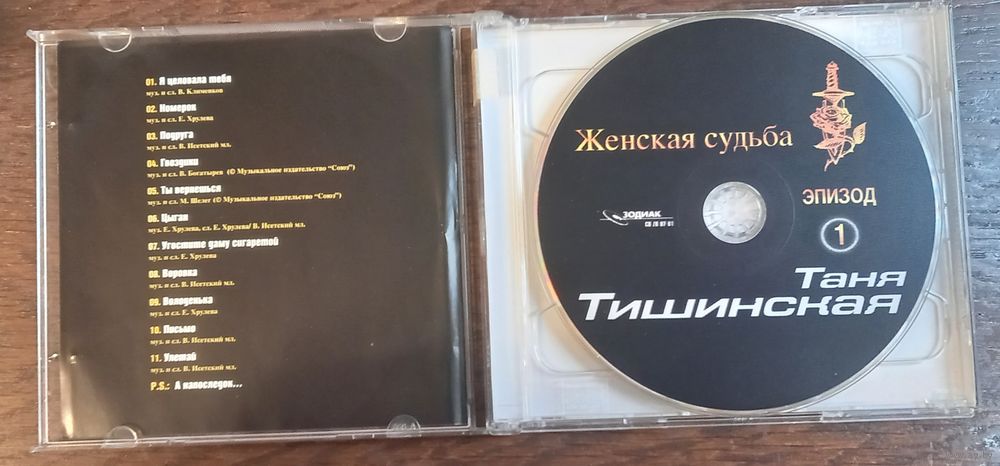 01. Я целовала тебя
муз. и сл. В. Клименков
02. Номерок
муз. и сл. Е. Хрулева
03. Подруга
муз. и сл. В. Исетский мл.
04. Гвоздики
муз. и сл. В. Богатырев (© Музыкальное издательство “Союз”)
05. Ты вернешься
муз. и сл. М. Шелег (© Музыкальное издательство “Союз”)
06. Цыган
муз. Е. Хрулева, сл. Е. Хрулева/ В. Исетский мл.
07. Угостите даму сигаретой
муз. и сл. Е. Хрулева
08. Воровка
муз. и сл. В. Исетский мл.
09. Володенька
муз. и сл. Е. Хрулева
10. Письмо
муз. и сл. В. Исетский мл.
11. Улетай
муз. и сл. В. Исетский мл.
P.S.: А напоследок...
Женская судьба
ЭПИЗОД
1
ЗОДИАК
Таня
Тишинская